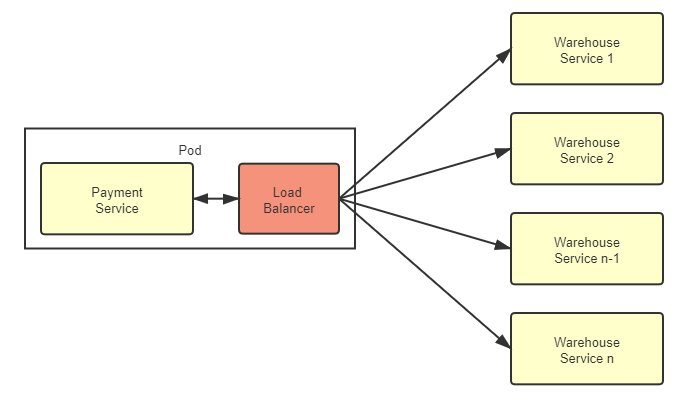 Warehouse
Service 1
Warehouse
Service 2
Pod
Payment
Service
Load
Balancer
Warehouse
Service n-1
Warehouse
Service n